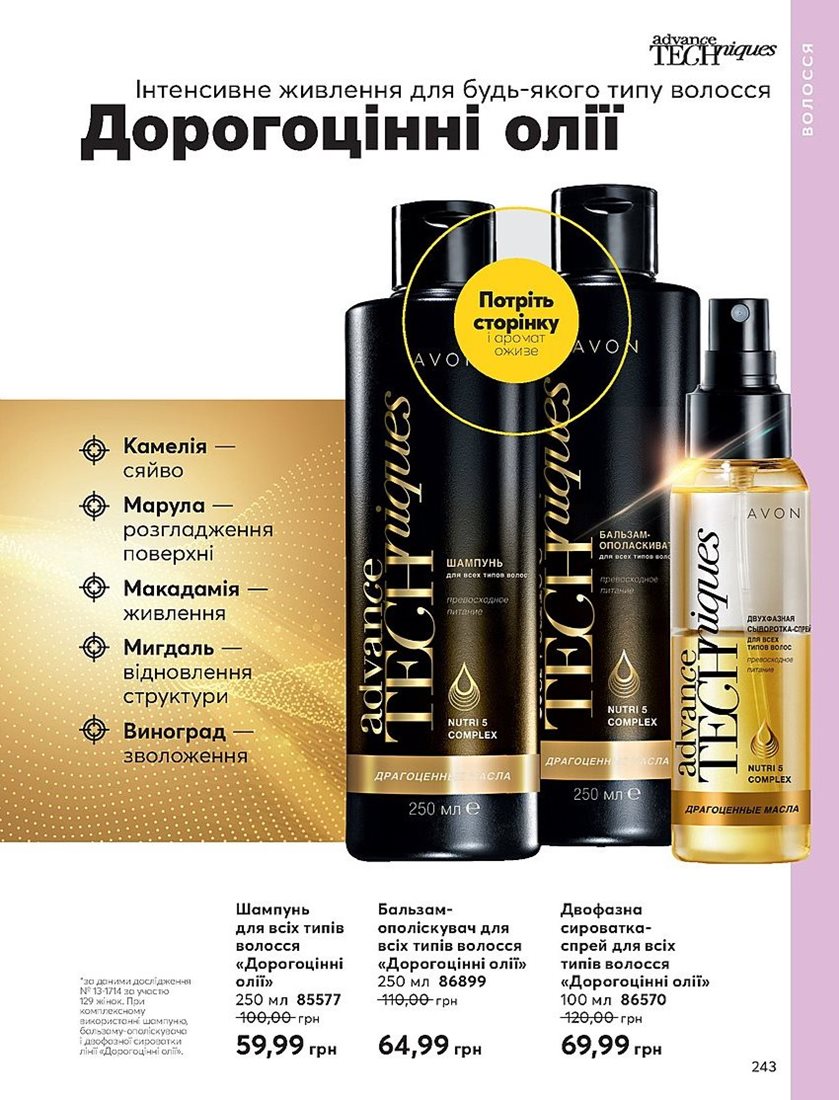 advance
TECHniques
ВОЛОССЯ
Інтенсивне живлення для будь-якого типу волосся
Дорогоцінні олії
Потріть
сторінку
і аромат
оживе
Камелія —
сяйво
Марула —
розгладження
поверхні
Макадамія —
живлення
Мигдаль —
відновлення
структури
Виноград —
зволоження
AVON
advance
TECHniques
ШАМПУНЬ
для всех типов волос
превосходное
питание
NUTRI 5
COMPLEX
ДРАГОЦЕННЫЕ МАСЛА
250 мл e
AVON
TECHniques
БАЛЬЗАМ-
ОПОЛАСКИВАТ
для всех типов волос
превосходное
питание
NUTRI 5
COMPLEX
ДРАГОЦЕННЫЕ МАСЛА
250 мл e
AVON
advance
TECHniques
ДВУХФАЗНАЯ
СЫВОРОТКА-СПРЕЙ
ДЛЯ ВСЕХ
ТИПОВ ВОЛОС
превосходное
питание
NUTRI 5
COMPLEX
ДРАГОЦЕННЫЕ МАСЛА
*за даними дослідження
№ 13-1714 за участю
129 жінок. При
комплексному
використанні шампуню,
бальзаму-ополіскувача
і двофазної сироватки
лінії «Дорогоцінні олії».
Шампунь
для всіх типів
волосся
«Дорогоцінні
олії»
250 мл 85577
100,00 грн
59,99 грн
Бальзам-
ополіскувач для
всіх типів волосся
«Дорогоцінні олії»
250 мл 86899
110,00 грн
64,99 грн
Двофазна
сироватка-
спрей для всіх
типів волосся
«Дорогоцінні олії»
100 мл 86570
120,00 грн
69,99 грн
243